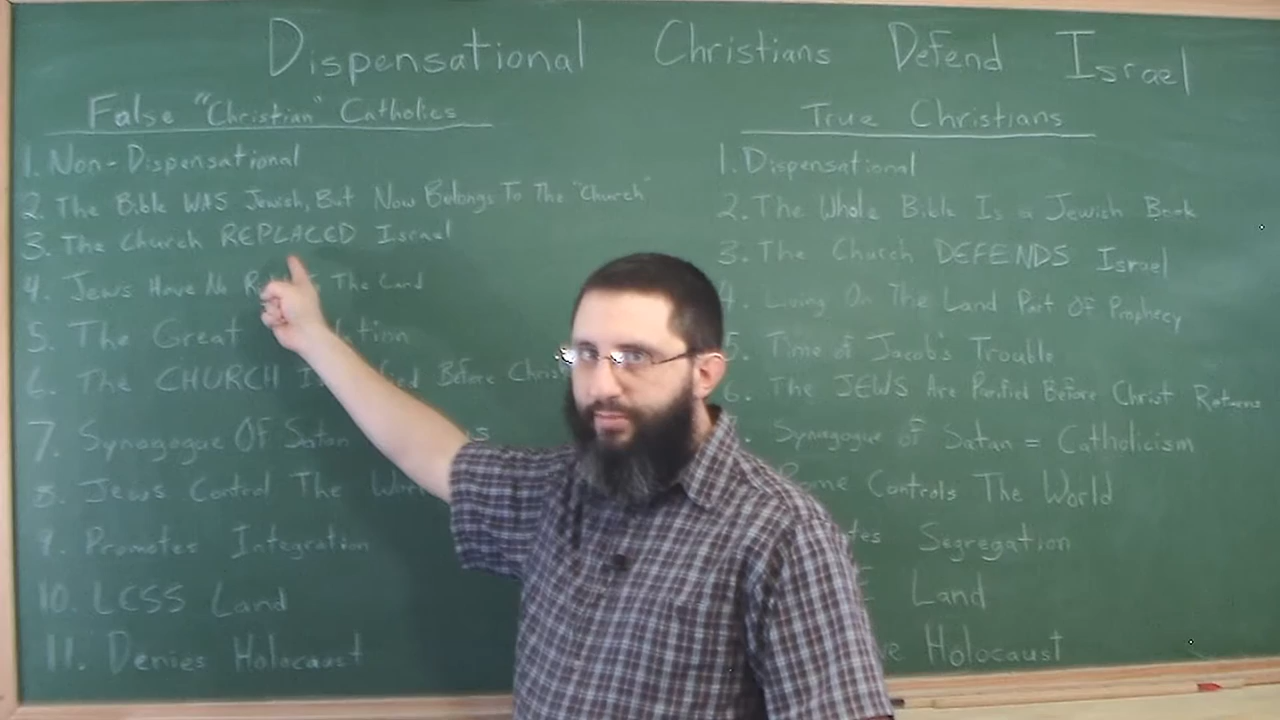 Dispensational Christians Defend Israel
False "Christian" Catholics
1. Non-Dispensational
2. The Bible WAS Jewish, But Now Belongs To The "Church"
3. The Church REPLACED Israel
4. Jews Have No The Land
5. The Great
6. The CHURCH Before Christ
7. Synagogue Of Satan
8. Jews Control The
9. Promotes Integration
10. LESS Land
11. Denies Holocaust
True Christians
1. Dispensational
2. The Whole Bible Is a Jewish Book
3. The Church DEFENDS Israel
4. Living On The Land Part Of Prophecy
5. Time of Jacob's Trouble
6. The JEWS Are Purified Before Christ Returns
Synagogue of Satan = Catholicism
Controls The World
Segregation
Land
Holocaust